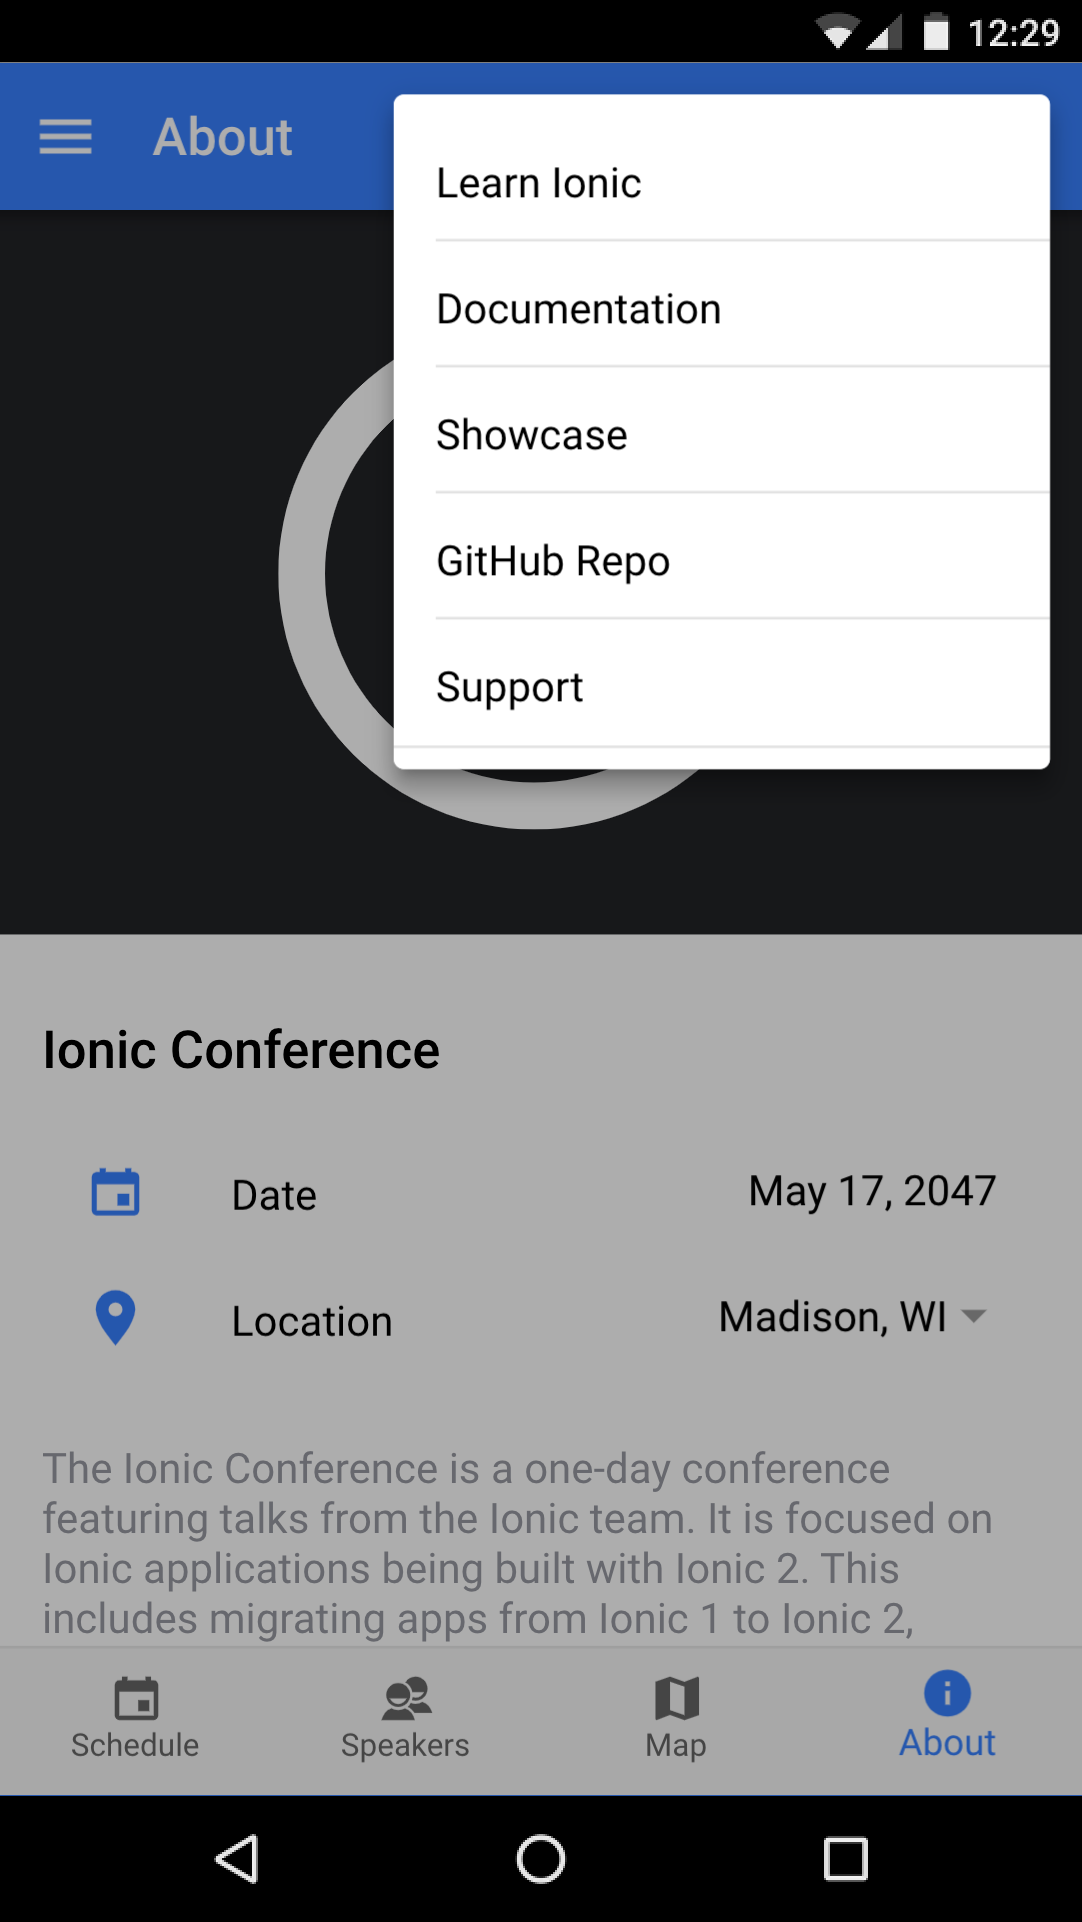 12:29
About
Learn Ionic
Documentation
Showcase
GitHub Repo
Support
Ionic Conference
Date
May 17, 2047
Location
Madison, WI
The Ionic Conference is a one-day conference
featuring talks from the Ionic team. It is focused on
Ionic applications being built with Ionic 2. This
includes migrating apps from Ionic 1 to Ionic 2,
Schedule
Speakers
Map
About